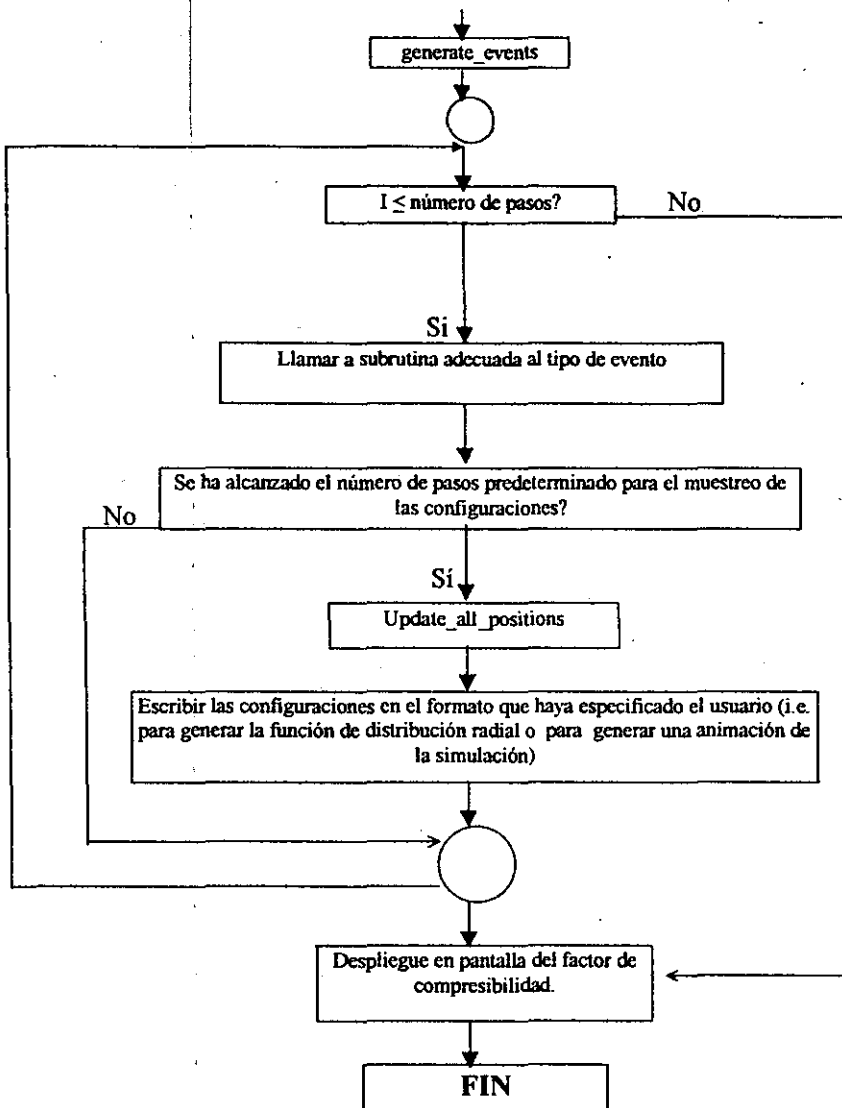 generate_events
I ≤ número de pasos?
No
Si
Llamar a subrutina adecuada al tipo de evento
Se ha alcanzado el número de pasos predeterminado para el muestreo de
las configuraciones?
No
Sí
Update_all_positions
Escribir las configuraciones en el formato que haya especificado el usuario (i.e.
para generar la función de distribución radial o para generar una animación de
la simulación)
Despliegue en pantalla del factor de
compresibilidad.
FIN